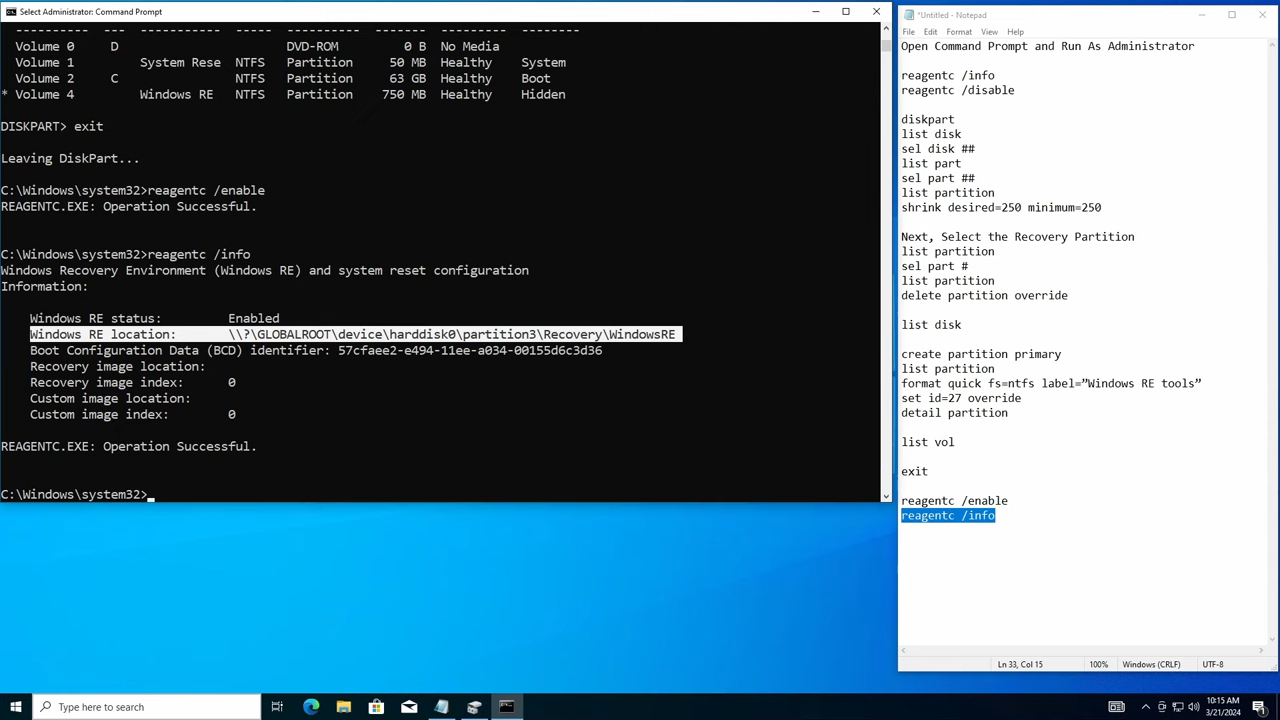 Select Administrator: Command Prompt
---------- --- ----------- ----- ---------- ------- --------- --------
Volume 0 D DVD-ROM 0 B No Media
Volume 1 System Rese NTFS Partition 50 MB Healthy System
Volume 2 C NTFS Partition 63 GB Healthy Boot
* Volume 4 Windows RE NTFS Partition 750 MB Healthy Hidden
DISKPART> exit
Leaving DiskPart...
C:\Windows\system32>reagentc /enable
REAGENTC.EXE: Operation Successful.
C:\Windows\system32>reagentc /info
Windows Recovery Environment (Windows RE) and system reset configuration
Information:
Windows RE status: Enabled
Windows RE location: \\?\GLOBALROOT\device\harddisk0\partition3\Recovery\WindowsRE
Boot Configuration Data (BCD) identifier: 57cfaee2-e494-11ee-a034-00155d6c3d36
Recovery image location:
Recovery image index: 0
Custom image location:
Custom image index: 0
REAGENTC.EXE: Operation Successful.
C:\Windows\system32>
*Untitled - Notepad
File Edit Format View Help
Open Command Prompt and Run As Administrator
reagentc /info
reagentc /disable
diskpart
list disk
sel disk ##
list part
sel part ##
list partition
shrink desired=250 minimum=250
Next, Select the Recovery Partition
list partition
sel part #
list partition
delete partition override
list disk
create partition primary
list partition
format quick fs=ntfs label=”Windows RE tools”
set id=27 override
detail partition
list vol
exit
reagentc /enable
reagentc /info
Ln 33, Col 15 100% Windows (CRLF) UTF-8
Type here to search
10:15 AM
3/21/2024
1